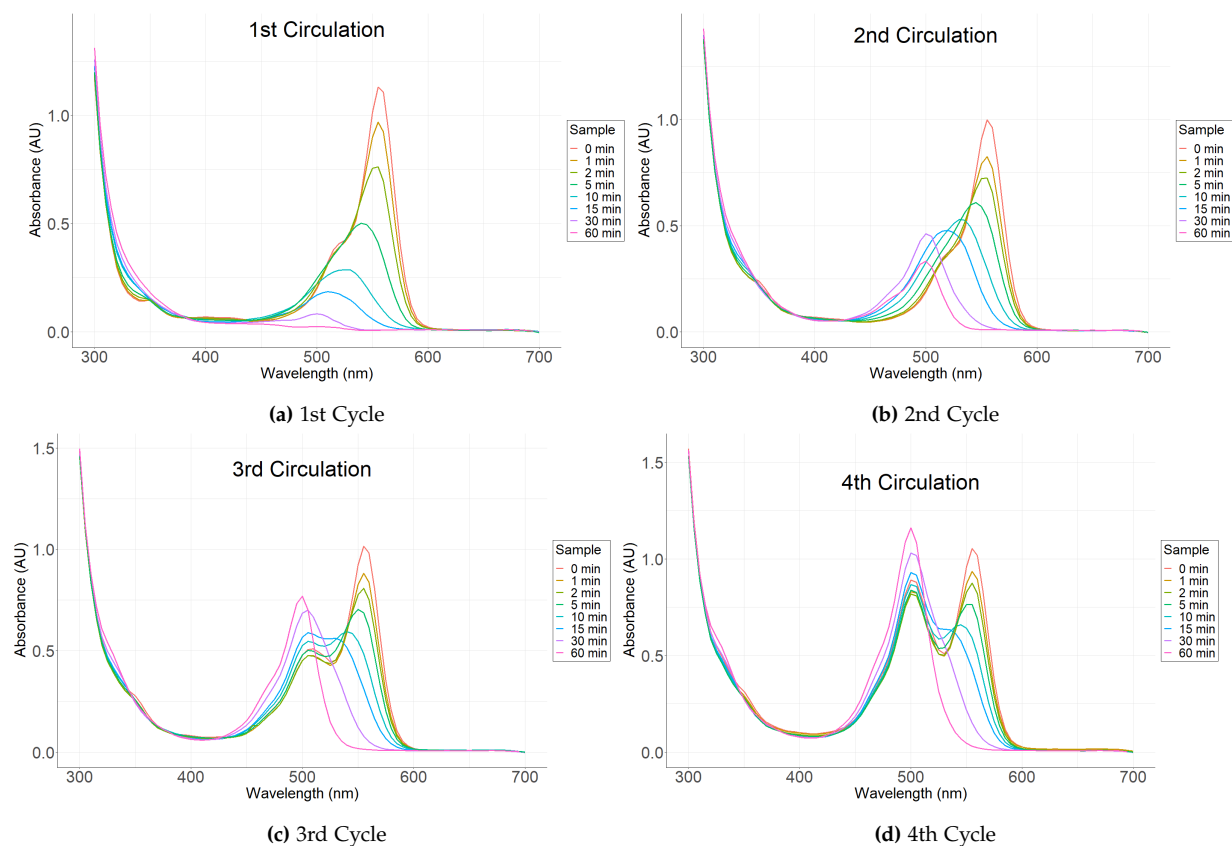 1st Circulation
Absorbance (AU)
1.0
0.5
0.0
300
400
500
600
700
Wavelength (nm)
Sample
0 min
1 min
2 min
5 min
10 min
15 min
30 min
60 min
(a) 1st Cycle
2nd Circulation
Absorbance (AU)
1.0
0.5
0.0
300
400
500
600
700
Wavelength (nm)
Sample
0 min
1 min
2 min
5 min
10 min
15 min
30 min
60 min
(b) 2nd Cycle
3rd Circulation
Absorbance (AU)
1.5
1.0
0.5
0.0
300
400
500
600
700
Wavelength (nm)
Sample
0 min
1 min
2 min
5 min
10 min
15 min
30 min
60 min
(c) 3rd Cycle
4th Circulation
Absorbance (AU)
1.5
1.0
0.5
0.0
300
400
500
600
700
Wavelength (nm)
Sample
0 min
1 min
2 min
5 min
10 min
15 min
30 min
60 min
(d) 4th Cycle